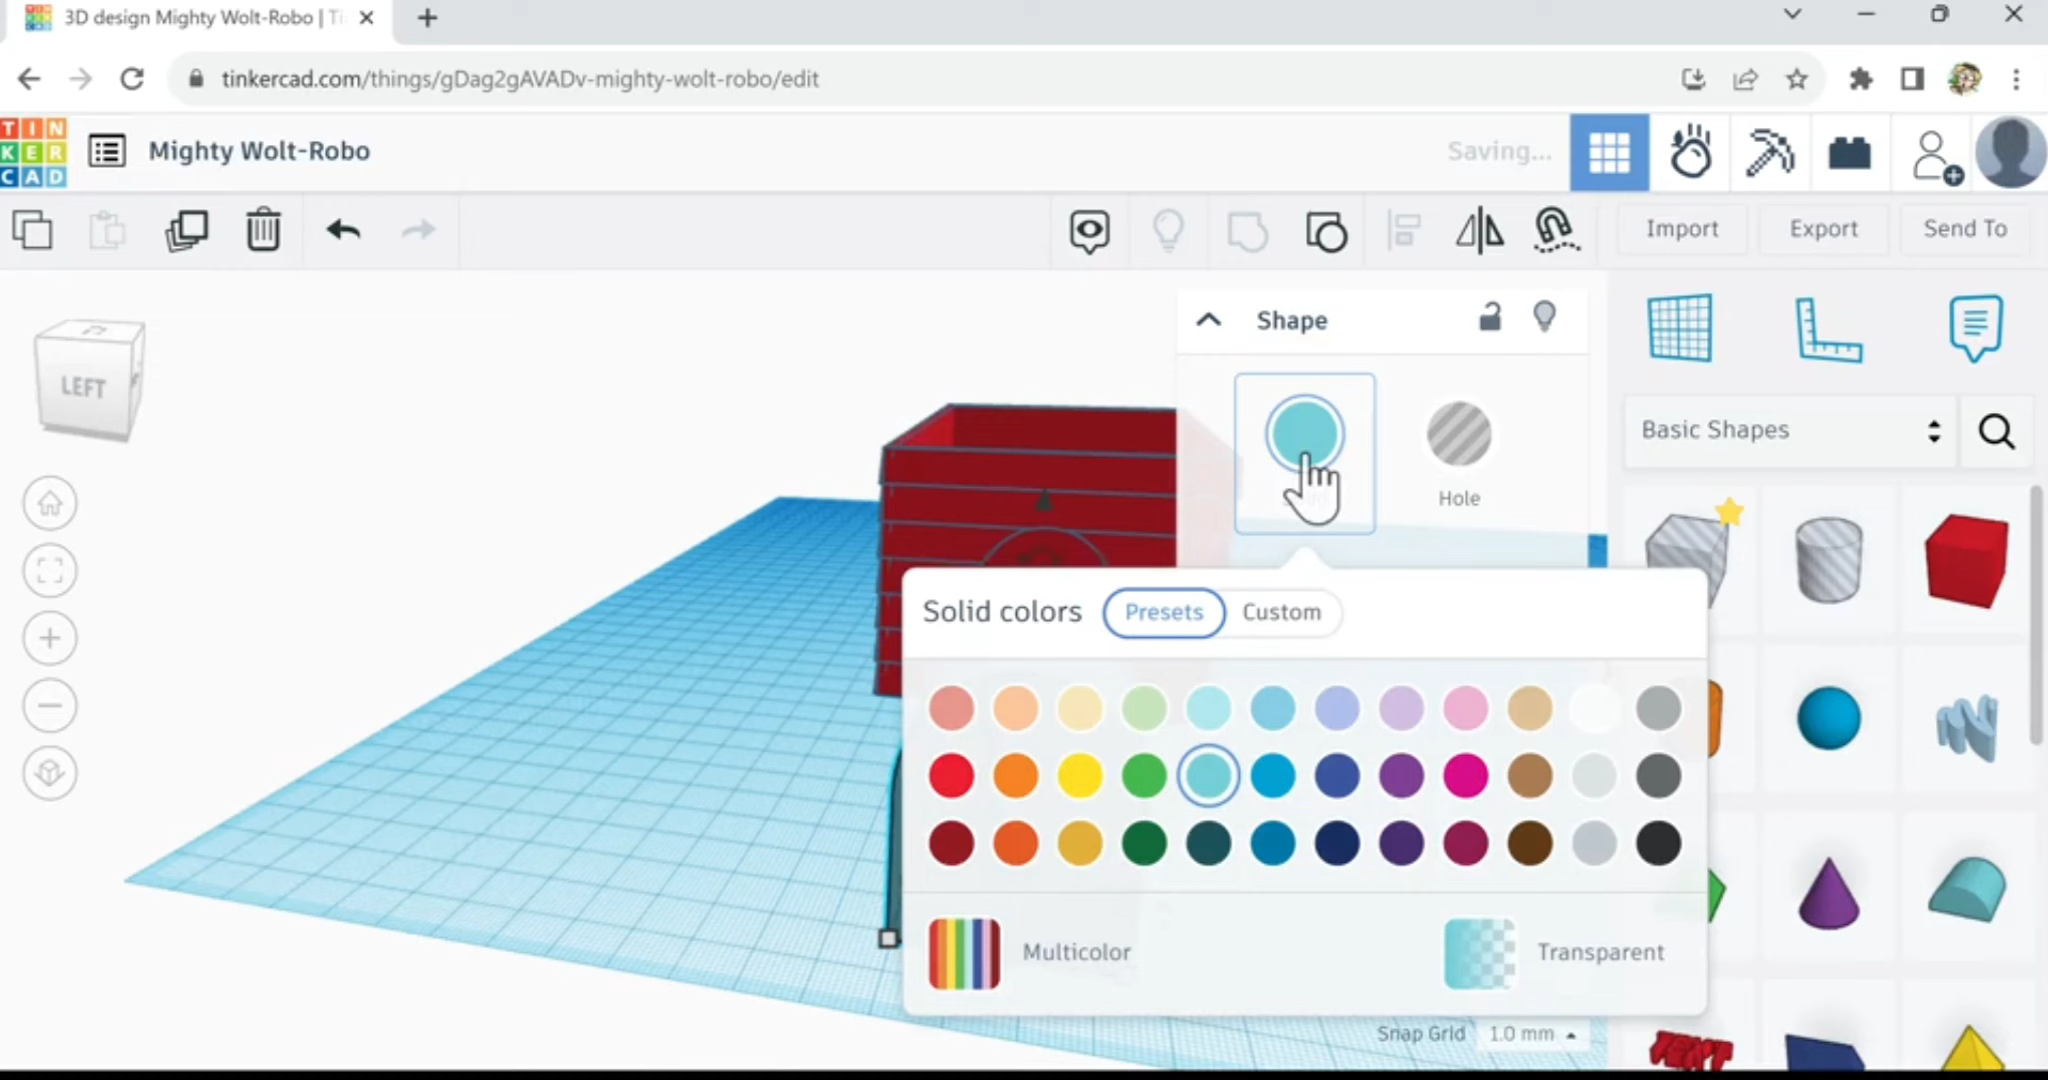 3D design Mighty Wolt-Robo | Ti
tinkercad.com/things/gDag2gAVADv-mighty-wolt-robo/edit
TIN
KER
CAD
Mighty Wolt-Robo
Saving...
Import
Export
Send To
LEFT
Shape
Hole
Basic Shapes
Solid colors
Presets
Custom
Multicolor
Transparent
Snap Grid
1.0 mm